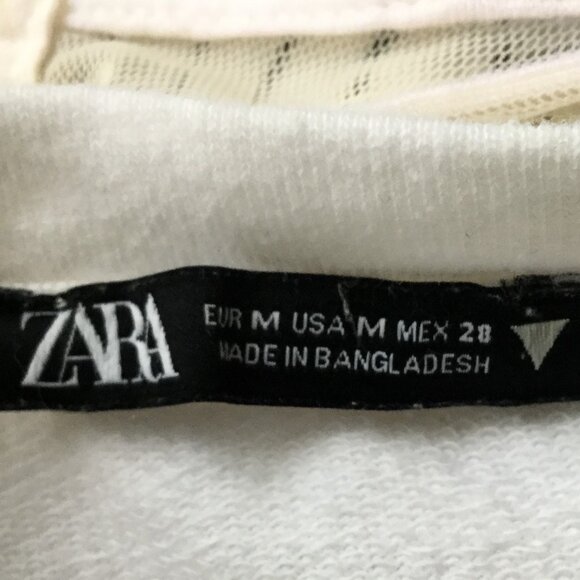 ZARA
EUR M USA M MEX 28
MADE IN BANGLADESH